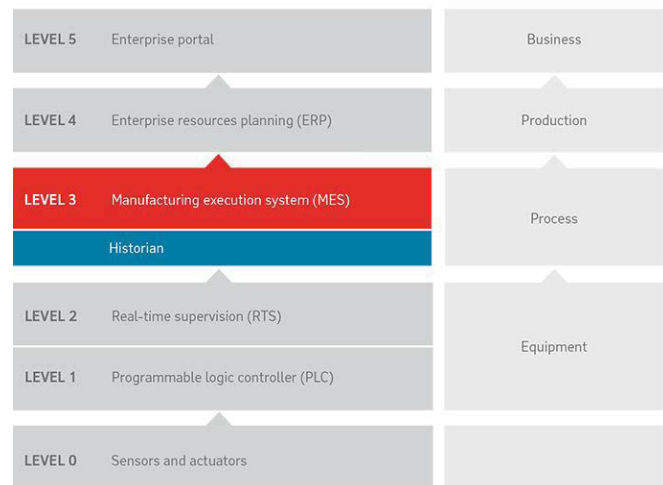 LEVEL 5 Enterprise portal Business
LEVEL 4 Enterprise resources planning (ERP) Production
LEVEL 3 Manufacturing execution system (MES)
Process
Historian
LEVEL 2 Real-time supervision (RTS)
Equipment
LEVEL 1 Programmable logic controller (PLC)
LEVEL 0 Sensors and actuators